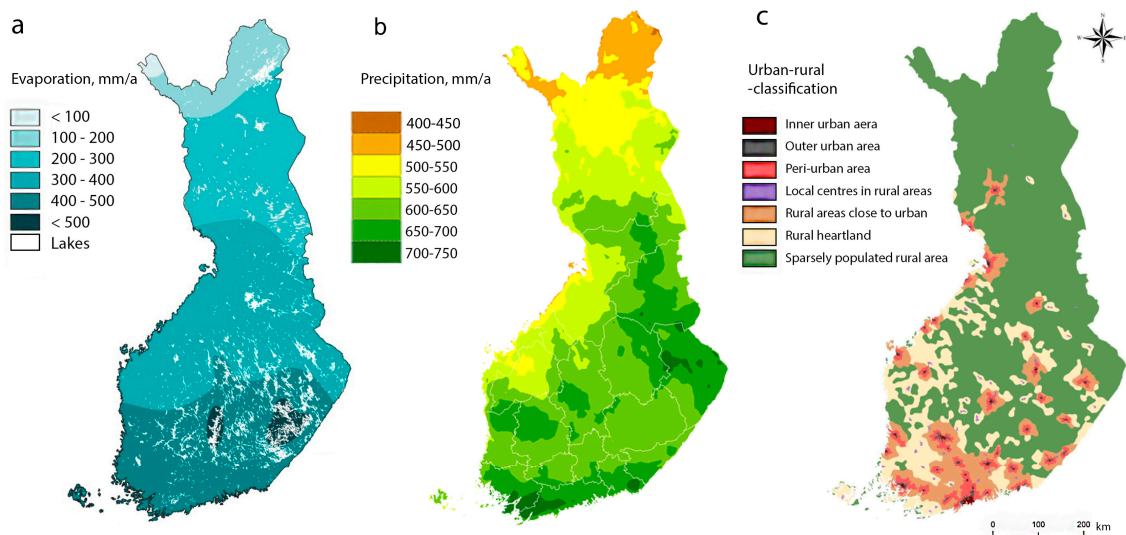 a
Evaporation, mm/a
< 100
100 - 200
200 - 300
300 - 400
400 - 500
< 500
Lakes
b
Precipitation, mm/a
400-450
450-500
500-550
550-600
600-650
650-700
700-750
c
Urban-rural
-classification
Inner urban aera
Outer urban area
Peri-urban area
Local centres in rural areas
Rural areas close to urban
Rural heartland
Sparsely populated rural area
N
W
E
S
0 100 200 km